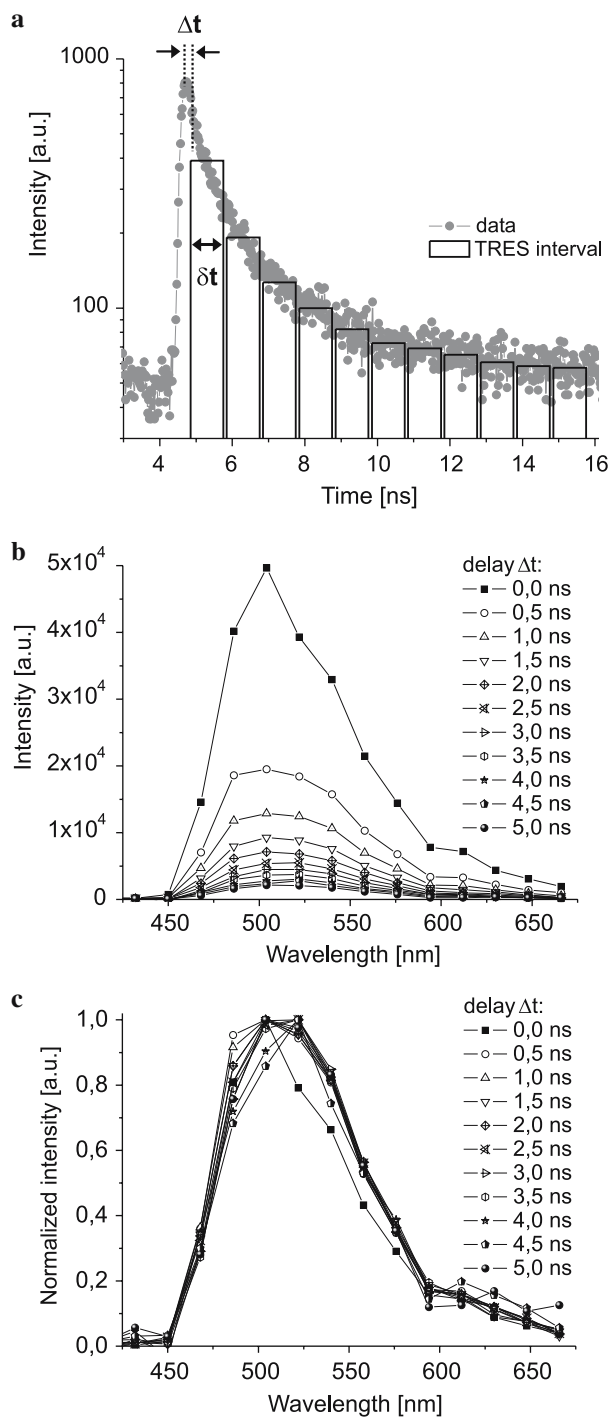 a
Δt
1000
100
Intensity [a.u.]
δt
data
TRES interval
4 6 8 10 12 14 16
Time [ns]
b
5x10⁴
4x10⁴
3x10⁴
2x10⁴
1x10⁴
0
Intensity [a.u.]
delay Δt:
0,0 ns
0,5 ns
1,0 ns
1,5 ns
2,0 ns
2,5 ns
3,0 ns
3,5 ns
4,0 ns
4,5 ns
5,0 ns
450 500 550 600 650
Wavelength [nm]
c
1,0
0,8
0,6
0,4
0,2
0,0
Normalized intensity [a.u.]
delay Δt:
0,0 ns
0,5 ns
1,0 ns
1,5 ns
2,0 ns
2,5 ns
3,0 ns
3,5 ns
4,0 ns
4,5 ns
5,0 ns
450 500 550 600 650
Wavelength [nm]